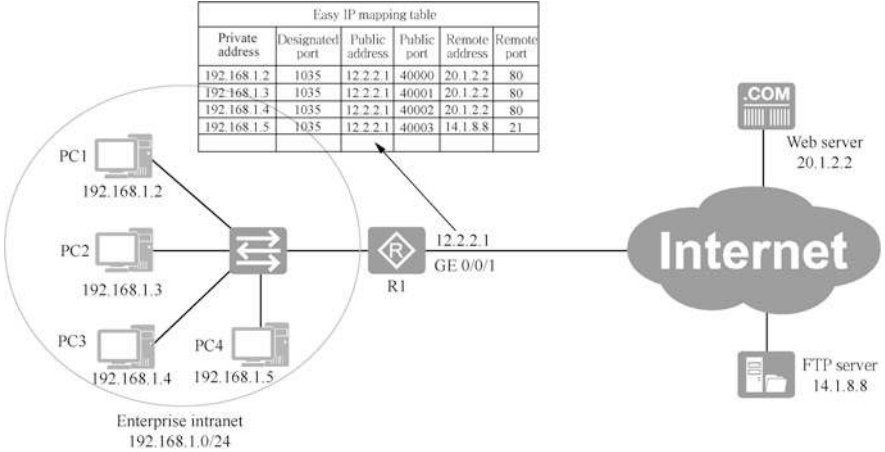 Easy IP mapping table
Private address Designated port Public address Public port Remote address Remote port
192.168.1.2 1035 12.2.2.1 40000 20.1.2.2 80
192.168.1.3 1035 12.2.2.1 40001 20.1.2.2 80
192.168.1.4 1035 12.2.2.1 40002 20.1.2.2 80
192.168.1.5 1035 12.2.2.1 40003 14.1.8.8 21
.COM
Web server
20.1.2.2
PC1
192.168.1.2
PC2
192.168.1.3
PC3
192.168.1.4
PC4
192.168.1.5
R
R1
12.2.2.1
GE 0/0/1
Internet
FTP server
14.1.8.8
Enterprise intranet
192.168.1.0/24